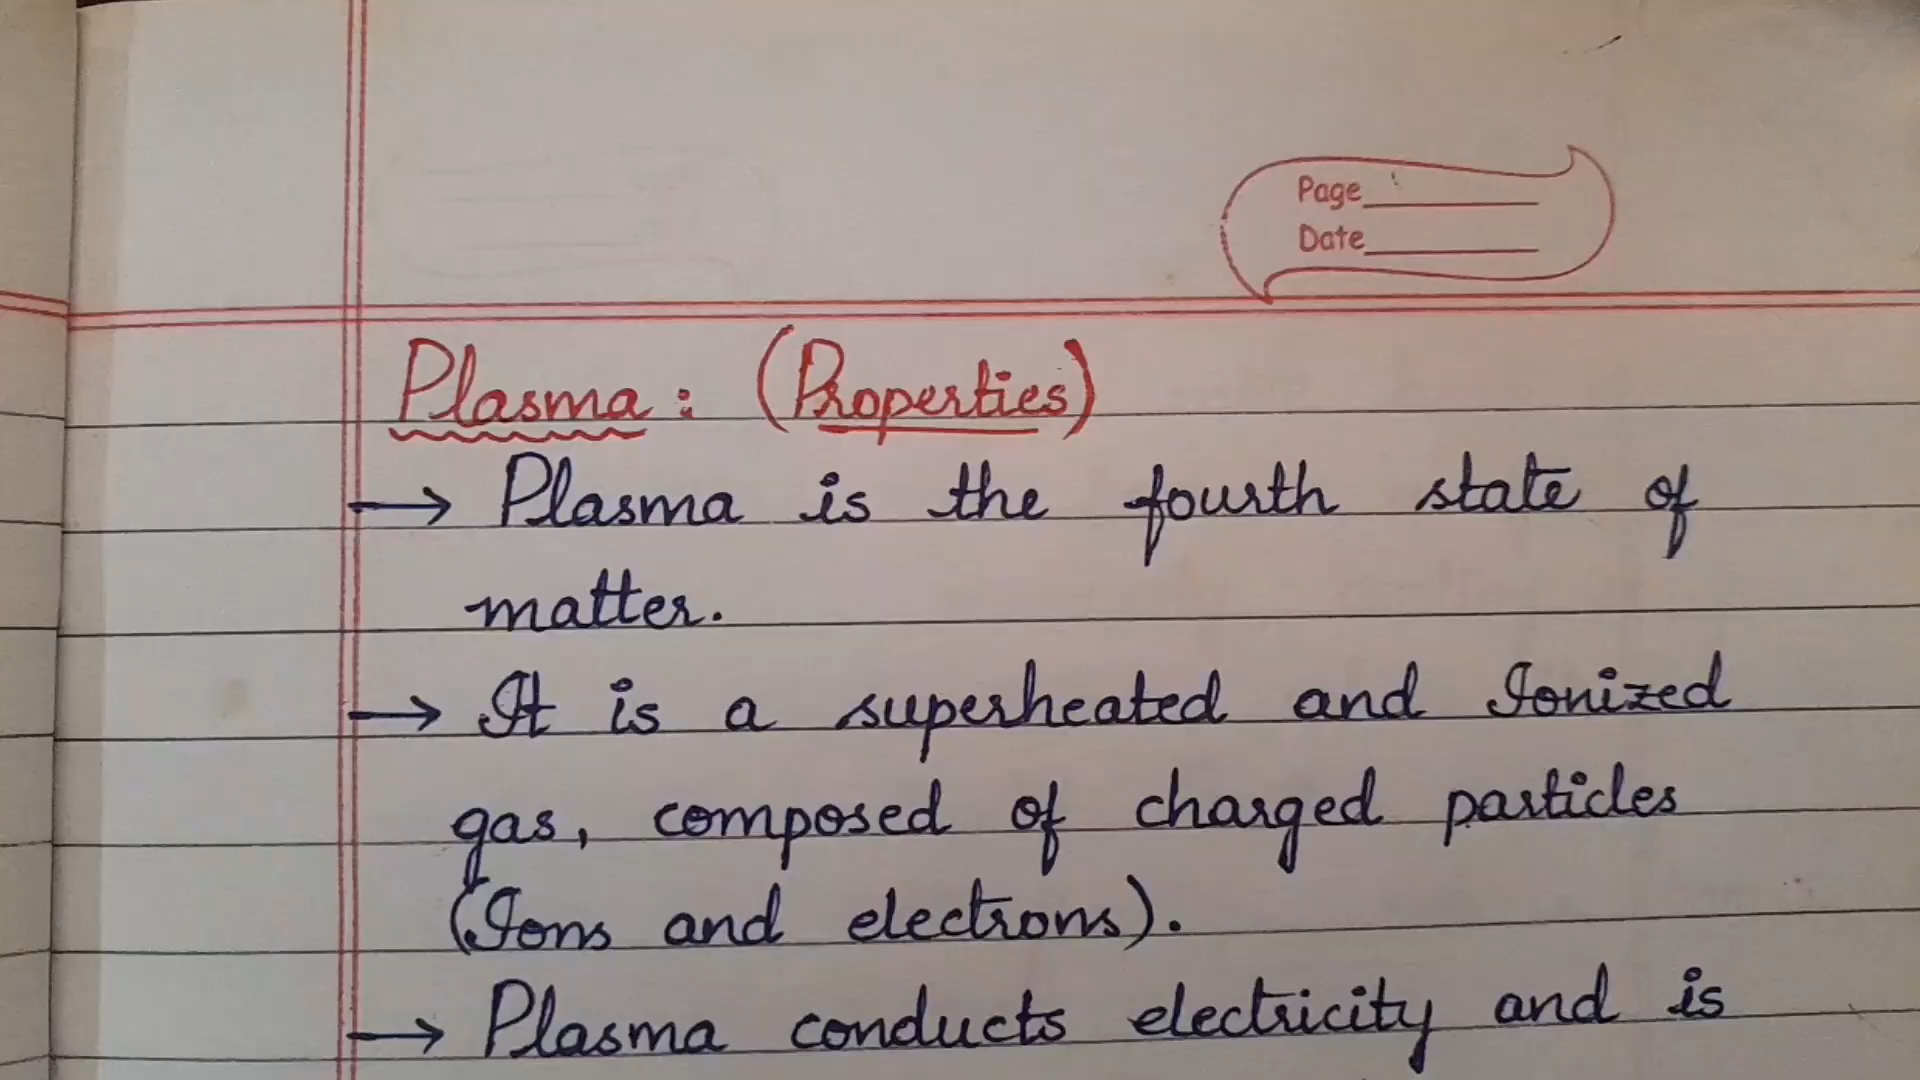 Page
Date
Plasma : (Properties)
→ Plasma is the fourth state of
matter.
→ It is a superheated and Ionized
gas, composed of charged particles
(Ions and electrons).
→ Plasma conducts electricity and is